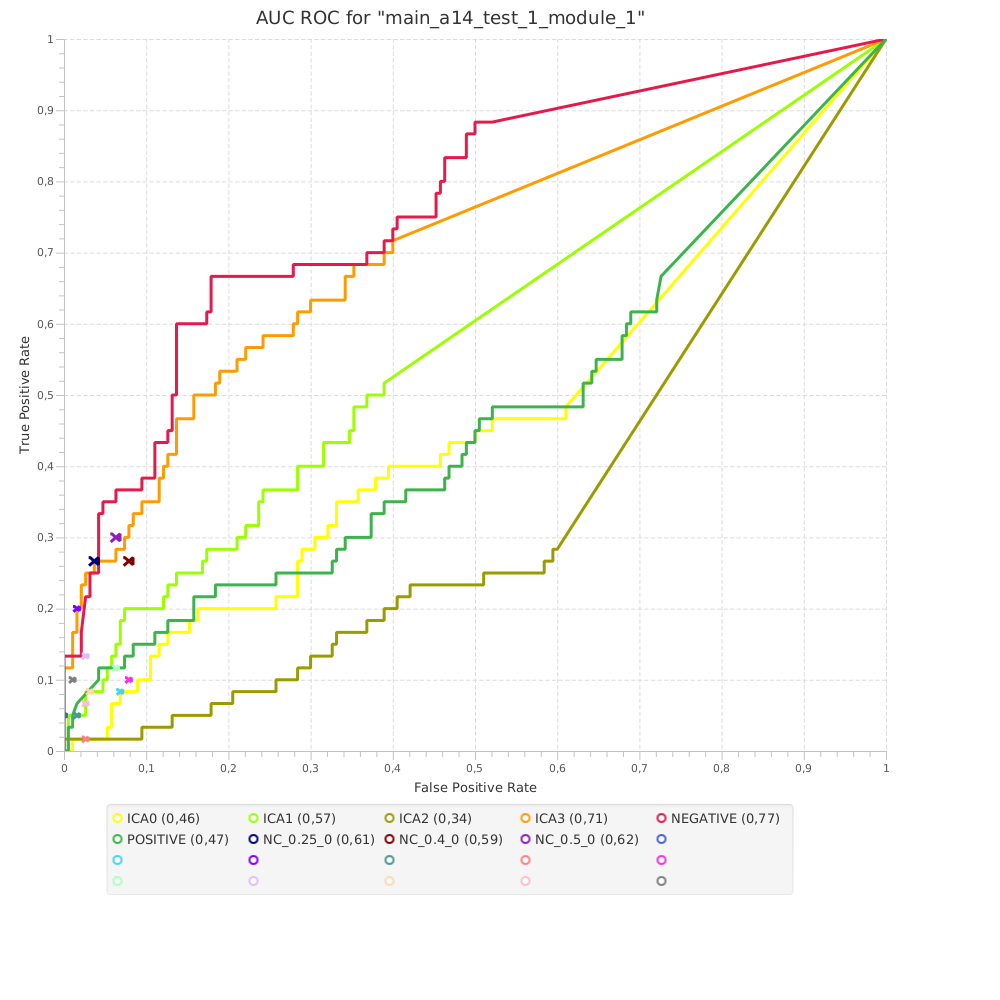 AUC ROC for "main_a14_test_1_module_1"
1
0,9
0,8
0,7
0,6
0,5
0,4
0,3
0,2
0,1
0
True Positive Rate
0 0,1 0,2 0,3 0,4 0,5 0,6 0,7 0,8 0,9 1
False Positive Rate
ICA0 (0,46) ICA1 (0,57) ICA2 (0,34) ICA3 (0,71) NEGATIVE (0,77)
POSITIVE (0,47) NC_0.25_0 (0,61) NC_0.4_0 (0,59) NC_0.5_0 (0,62)